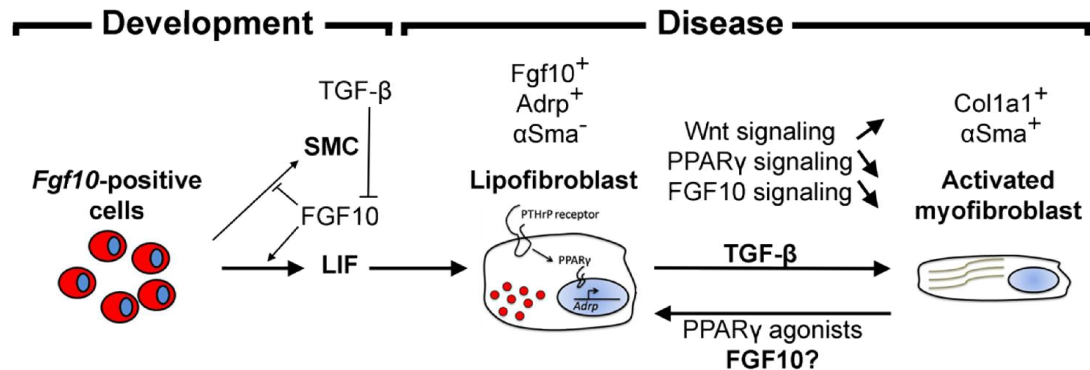 Development
Disease
TGF-β
SMC
Fgf10-positive
cells
FGF10
LIF
Fgf10+
Adrp+
αSma-
Lipofibroblast
PTHrP receptor
PPARγ
Adrp
Wnt signaling
PPARγ signaling
FGF10 signaling
TGF-β
PPARγ agonists
FGF10?
Col1a1+
αSma+
Activated
myofibroblast